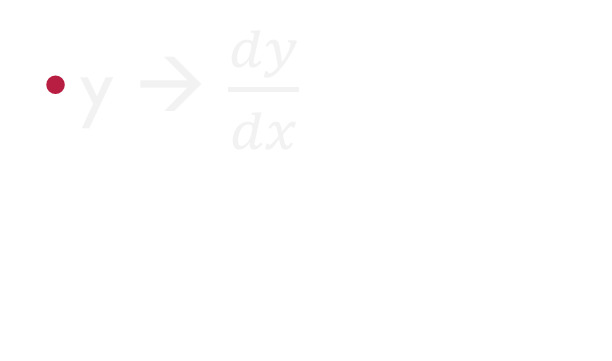 • y → dy/dx